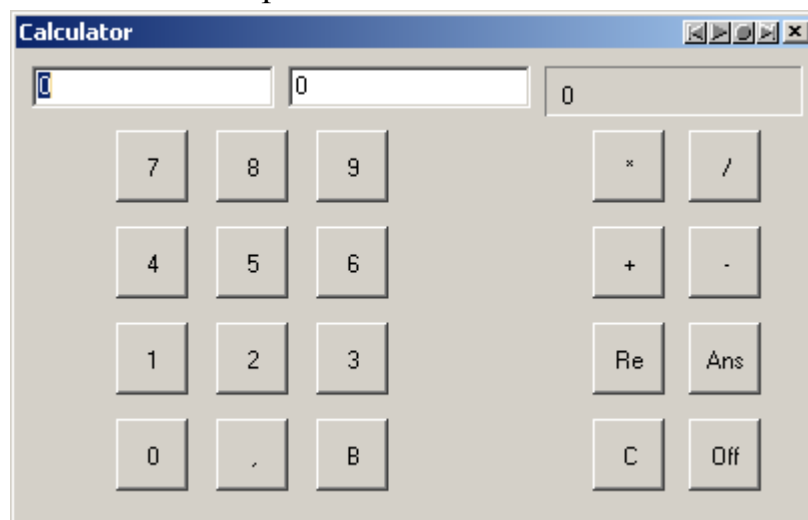 Calculator
0 0 0
7 8 9 * /
4 5 6 + -
1 2 3 Re Ans
0 , B C Off